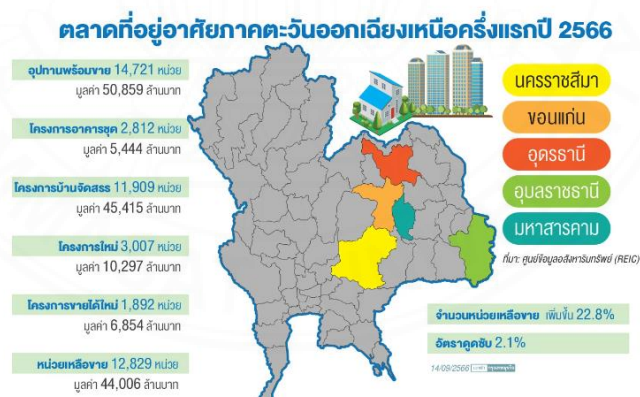 ตลาดที่อยู่อาศัยภาคตะวันออกเฉียงเหนือครึ่งแรกปี 2566
อุปทานพร้อมขาย 14,721 หน่วย
มูลค่า 50,859 ล้านบาท
โครงการอาคารชุด 2,812 หน่วย
มูลค่า 5,444 ล้านบาท
โครงการบ้านจัดสรร 11,909 หน่วย
มูลค่า 45,415 ล้านบาท
โครงการใหม่ 3,007 หน่วย
มูลค่า 10,297 ล้านบาท
โครงการขายได้ใหม่ 1,892 หน่วย
มูลค่า 6,854 ล้านบาท
หน่วยเหลือขาย 12,829 หน่วย
มูลค่า 44,006 ล้านบาท
นครราชสีมา
ขอนแก่น
อุดรธานี
อุบลราชธานี
มหาสารคาม
ที่มา: ศูนย์ข้อมูลอสังหาริมทรัพย์ (REIC)
จำนวนหน่วยเหลือขาย เพิ่มขึ้น 22.8%
อัตราดูดซับ 2.1%
14/09/2566